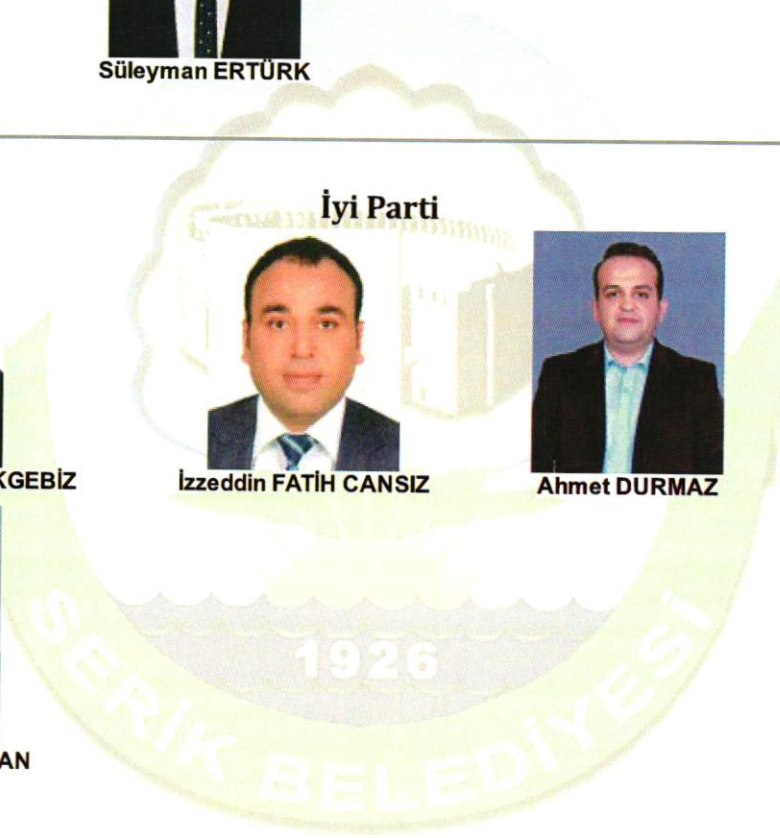 Süleyman ERTÜRK
İyi Parti
KGEBİZ
İzzeddin FATİH CANSIZ
Ahmet DURMAZ
AN
1926
SERİK BELEDİYESİ